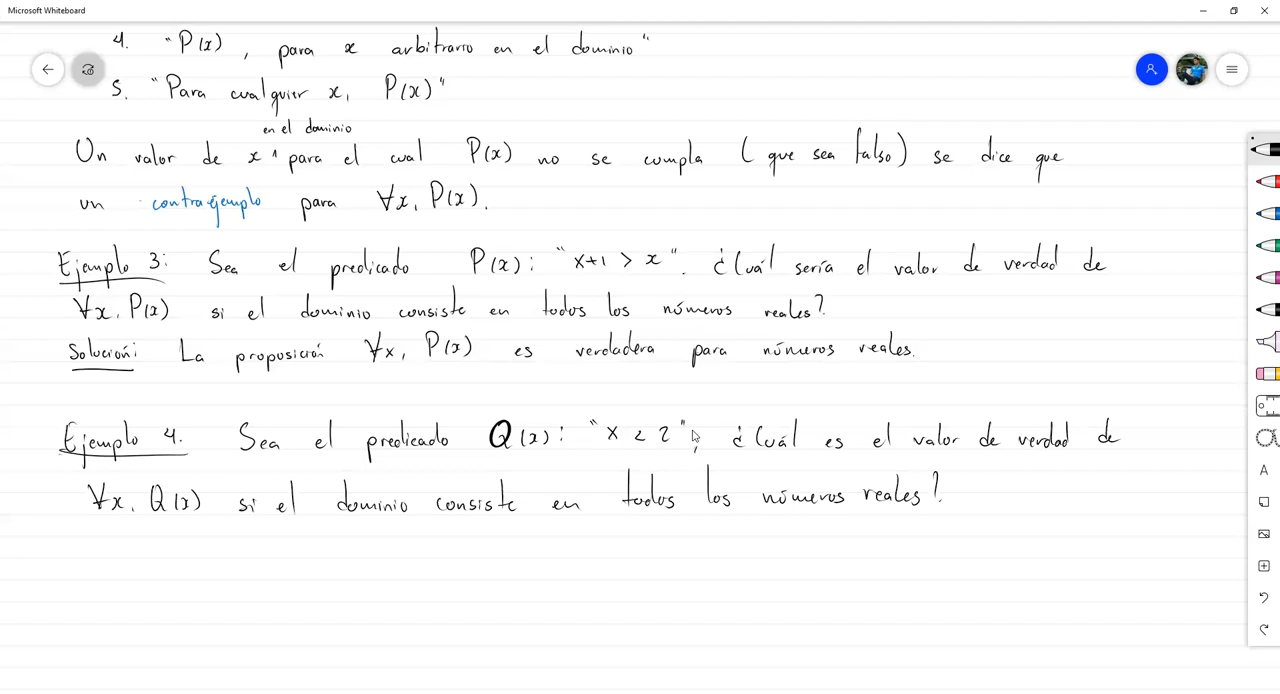 Microsoft Whiteboard
4. "P(x), para x arbitrario en el dominio"
5. "Para cualquier x, P(x)"
en el dominio
Un valor de x ^ para el cual P(x) no se cumpla (que sea falso) se dice que
un contraejemplo para ∀x, P(x).
Ejemplo 3: Sea el predicado P(x): "x+1 > x". ¿Cuál sería el valor de verdad de
∀x, P(x) si el dominio consiste en todos los números reales?
Solución: La proposición ∀x, P(x) es verdadera para números reales.
Ejemplo 4. Sea el predicado Q(x): "x < 2", ¿Cuál es el valor de verdad de
∀x, Q(x) si el dominio consiste en todos los números reales?
A